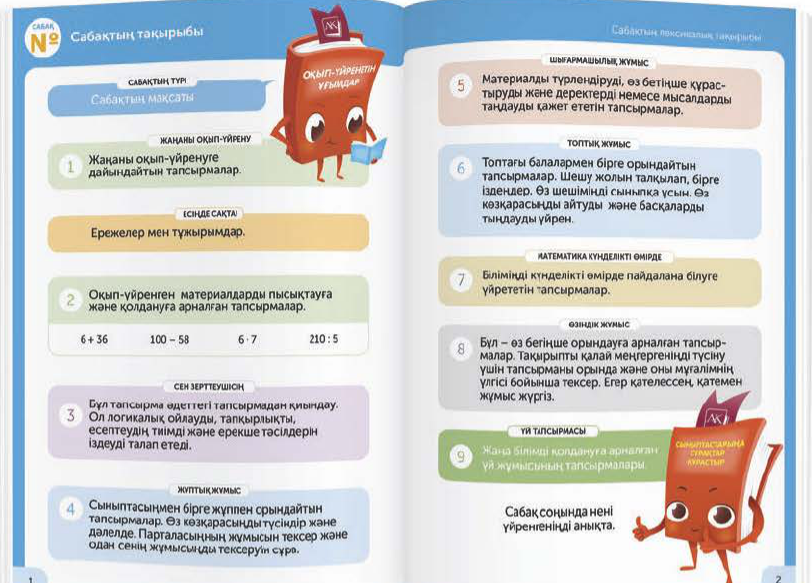 САБАҚ
№
Сабақтың тақырыбы
САБАҚТЫҢ ТҮРІ
Сабақтың мақсаты
ОҚЫП-ҮЙРЕНЕТІН
ҰҒЫМДАР
ЖАҢАНЫ ОҚЫП-ҮЙРЕНУ
1
Жаңаны оқып-үйренуге
дайындайтын тапсырмалар.
ЕСІҢДЕ САҚТА!
Ережелер мен тұжырымдар.
2
Оқып-үйренген материалдарды пысықтауға
және қолдануға арналған тапсырмалар.
6 + 36 100 – 58 6 · 7 210 : 5
СЕН ЗЕРТТЕУШІСІҢ
3
Бұл тапсырма әдеттегі тапсырмадан қиындау.
Ол логикалық ойлауды, тапқырлықты,
есептеудің тиімді және ерекше тәсілдерін
іздеуді талап етеді.
ЖҰПТЫҚ ЖҰМЫС
4
Сыныптасыңмен бірге жұппен орындайтын
тапсырмалар. Өз көзқарасыңды түсіндір және
дәлелде. Парталасыңның жұмысын тексер және
одан сенің жұмысыңды тексеруін сұра.
1
Сабақтың лексикалық тақырыбы
ШЫҒАРМАШЫЛЫҚ ЖҰМЫС
5
Материалды түрлендіруді, өз бетіңше құрас-
тыруды және деректерді немесе мысалдарды
таңдауды қажет ететін тапсырмалар.
ТОПТЫҚ ЖҰМЫС
6
Топтағы балалармен бірге орындайтын
тапсырмалар. Шешу жолын талқылап, бірге
іздендер. Өз шешіміңді сыныпқа ұсын. Өз
көзқарасыңды айтуды және басқаларды
тыңдауды үйрен.
МАТЕМАТИКА КҮНДЕЛІКТІ ӨМІРДЕ
7
Біліміңді күнделікті өмірде пайдалана білуге
үйрететін тапсырмалар.
ӨЗІНДІК ЖҰМЫС
8
Бұл – өз бетіңше орындауға арналған тапсыр-
малар. Тақырыпты қалай меңгергеніңді түсіну
үшін тапсырманы орында және оны мұғалімнің
үлгісі бойынша тексер. Егер қателессең, қатемен
жұмыс жүргіз.
ҮЙ ТАПСЫРМАСЫ
9
Жаңа білімді қолдануға арналған
үй жұмысының тапсырмалары.
СЫНЫПТАСТАРЫҢА
СҰРАҚТАР
ҚҰРАСТЫР
Сабақ соңында нені
үйренгеніңді анықта.
2